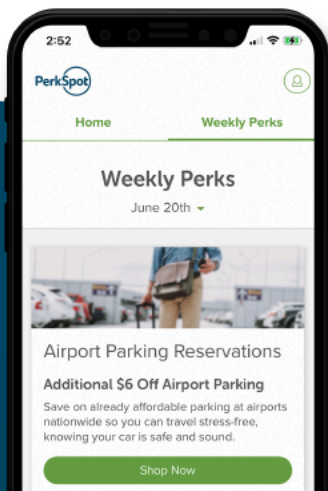 2:52
PerkSpot
Home Weekly Perks
Weekly Perks
June 20th
Airport Parking Reservations
Additional $6 Off Airport Parking
Save on already affordable parking at airports
nationwide so you can travel stress-free,
knowing your car is safe and sound.
Shop Now